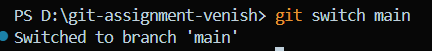 PS D:\git-assignment-venish> git switch main
Switched to branch 'main'